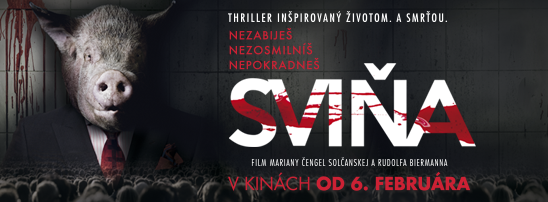 THRILLER INŠPIROVANÝ ŽIVOTOM. A SMRŤOU.
NEZABIJEŠ
NEZOSMILNÍŠ
NEPOKRADNEŠ
SVIŇA
FILM MARIANY ČENGEL SOLČANSKEJ A RUDOLFA BIERMANNA
V KINÁCH OD 6. FEBRUÁRA